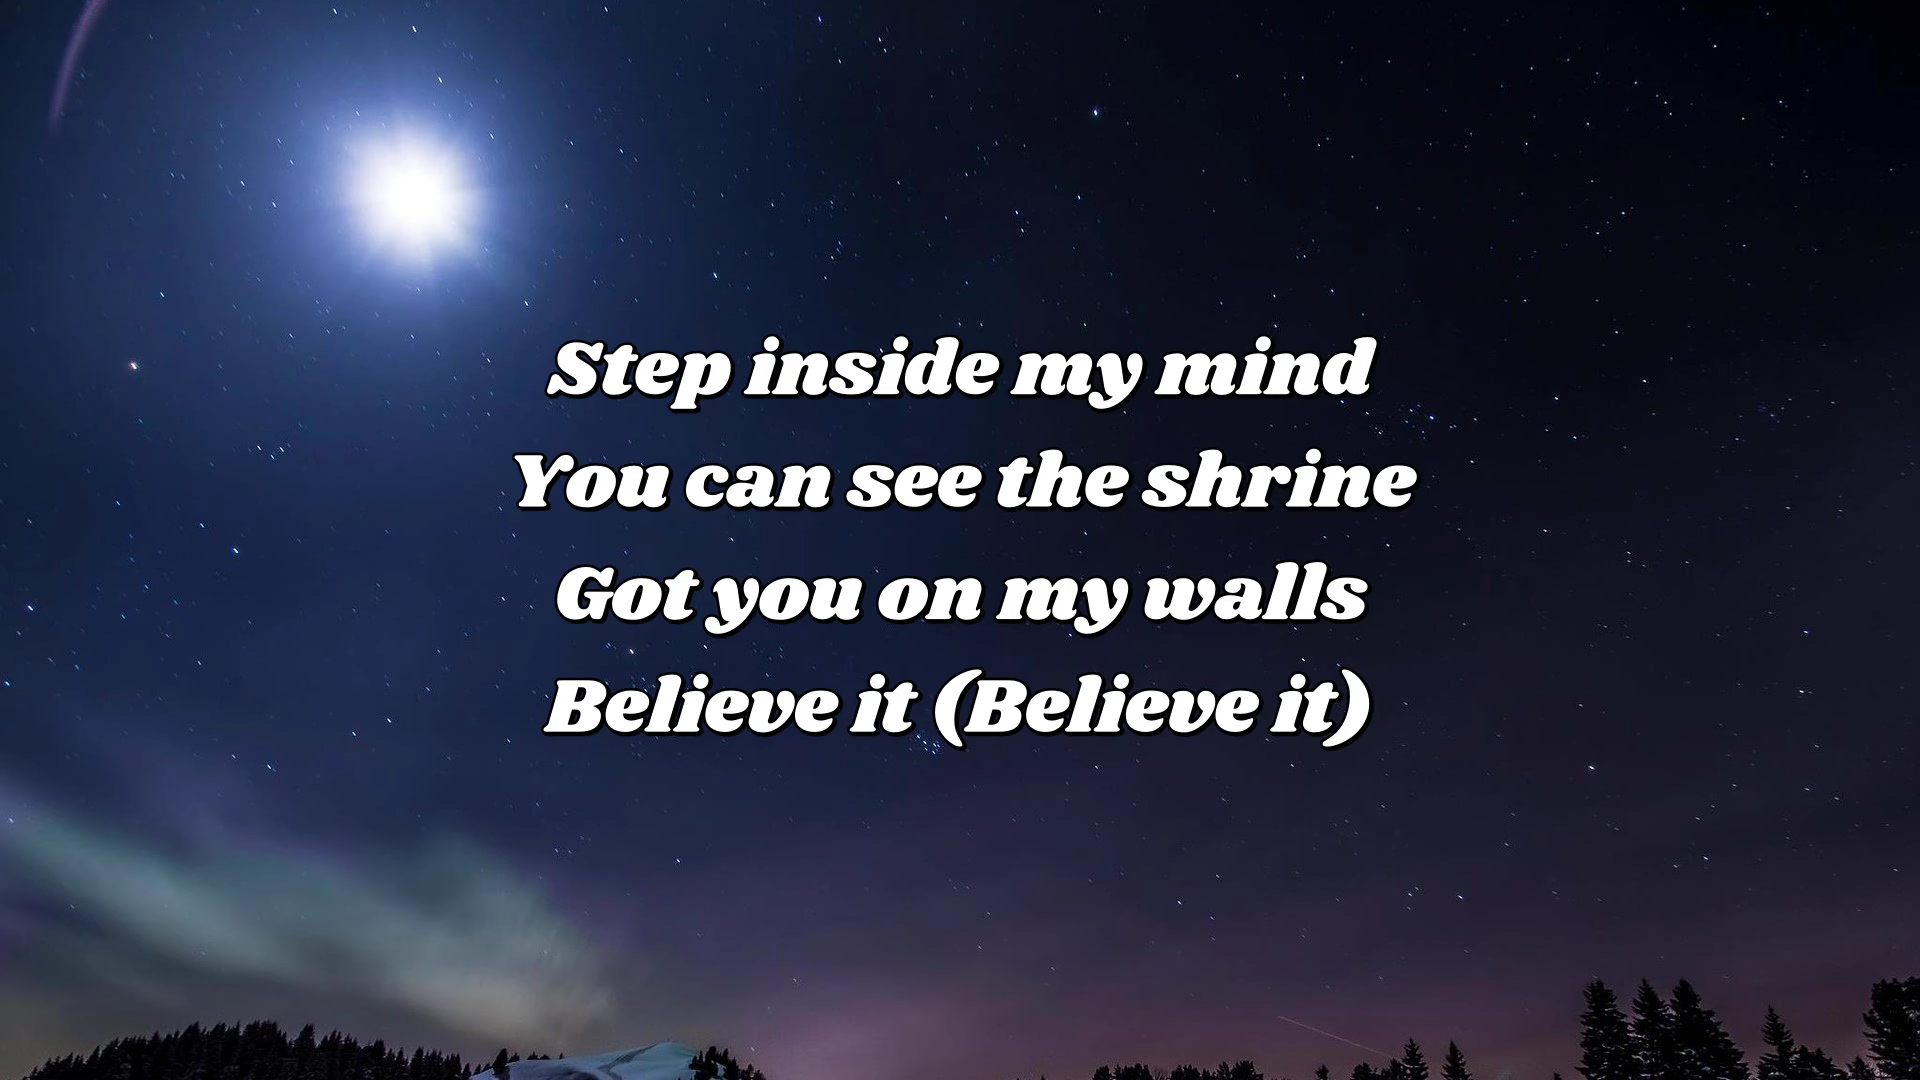 Step inside my mind
You can see the shrine
Got you on my walls
Believe it (Believe it)